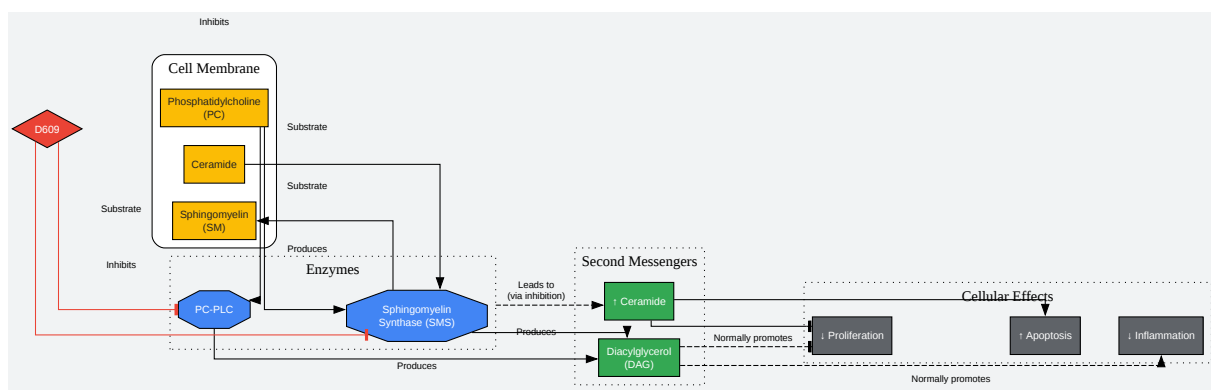 Inhibits
Cell Membrane
Phosphatidylcholine
(PC)
D609
Substrate
Ceramide
Substrate
Substrate
Sphingomyelin
(SM)
Produces
Inhibits
Enzymes
Second Messengers
Leads to
(via inhibition)
Cellular Effects
↑ Ceramide
PC-PLC
Sphingomyelin
Synthase (SMS)
Produces
Normally promotes
↓ Proliferation
↑ Apoptosis
↓ Inflammation
Diacylglycerol
(DAG)
Produces
Normally promotes